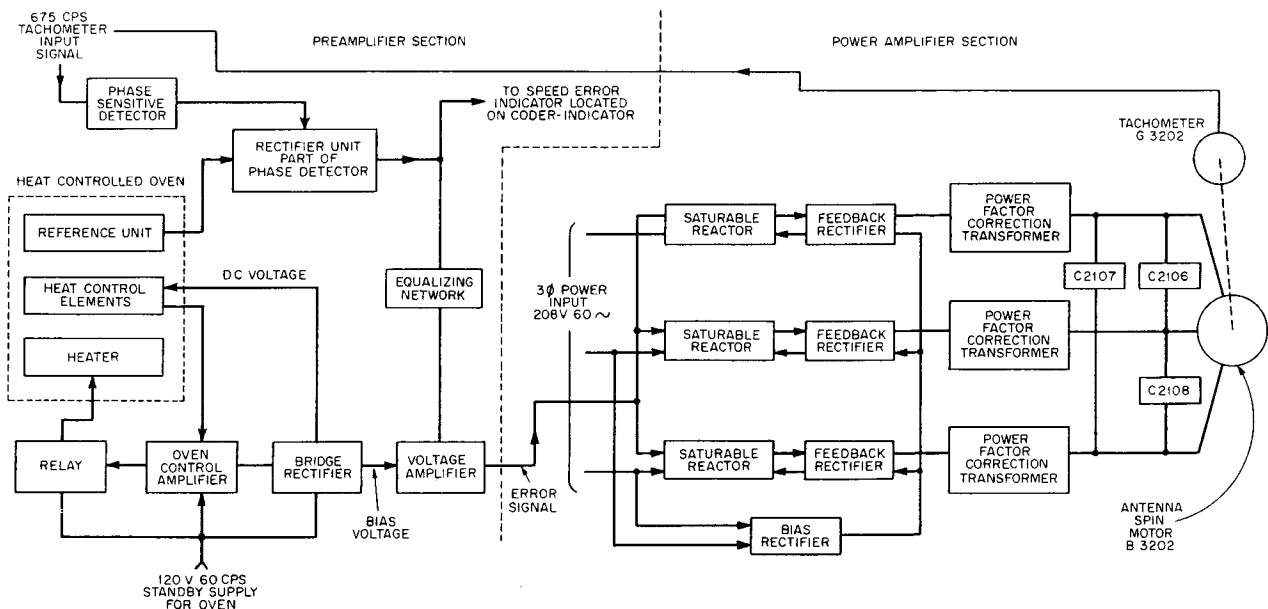 675 CPS
TACHOMETER
INPUT
SIGNAL
PREAMPLIFIER SECTION
POWER AMPLIFIER SECTION
PHASE
SENSITIVE
DETECTOR
TO SPEED ERROR
INDICATOR LOCATED
ON CODER-INDICATOR
TACHOMETER
G 3202
RECTIFIER UNIT
PART OF
PHASE DETECTOR
HEAT CONTROLLED OVEN
REFERENCE UNIT
DC VOLTAGE
HEAT CONTROL
ELEMENTS
HEATER
EQUALIZING
NETWORK
3ϕ POWER
INPUT
208V 60 ~
SATURABLE
REACTOR
FEEDBACK
RECTIFIER
POWER
FACTOR
CORRECTION
TRANSFORMER
C2107
C2106
SATURABLE
REACTOR
FEEDBACK
RECTIFIER
POWER
FACTOR
CORRECTION
TRANSFORMER
C2108
RELAY
OVEN
CONTROL
AMPLIFIER
BRIDGE
RECTIFIER
VOLTAGE
AMPLIFIER
SATURABLE
REACTOR
FEEDBACK
RECTIFIER
POWER
FACTOR
CORRECTION
TRANSFORMER
BIAS
VOLTAGE
ERROR
SIGNAL
BIAS
RECTIFIER
ANTENNA
SPIN
MOTOR
B 3202
120 V 60 CPS
STANDBY SUPPLY
FOR OVEN